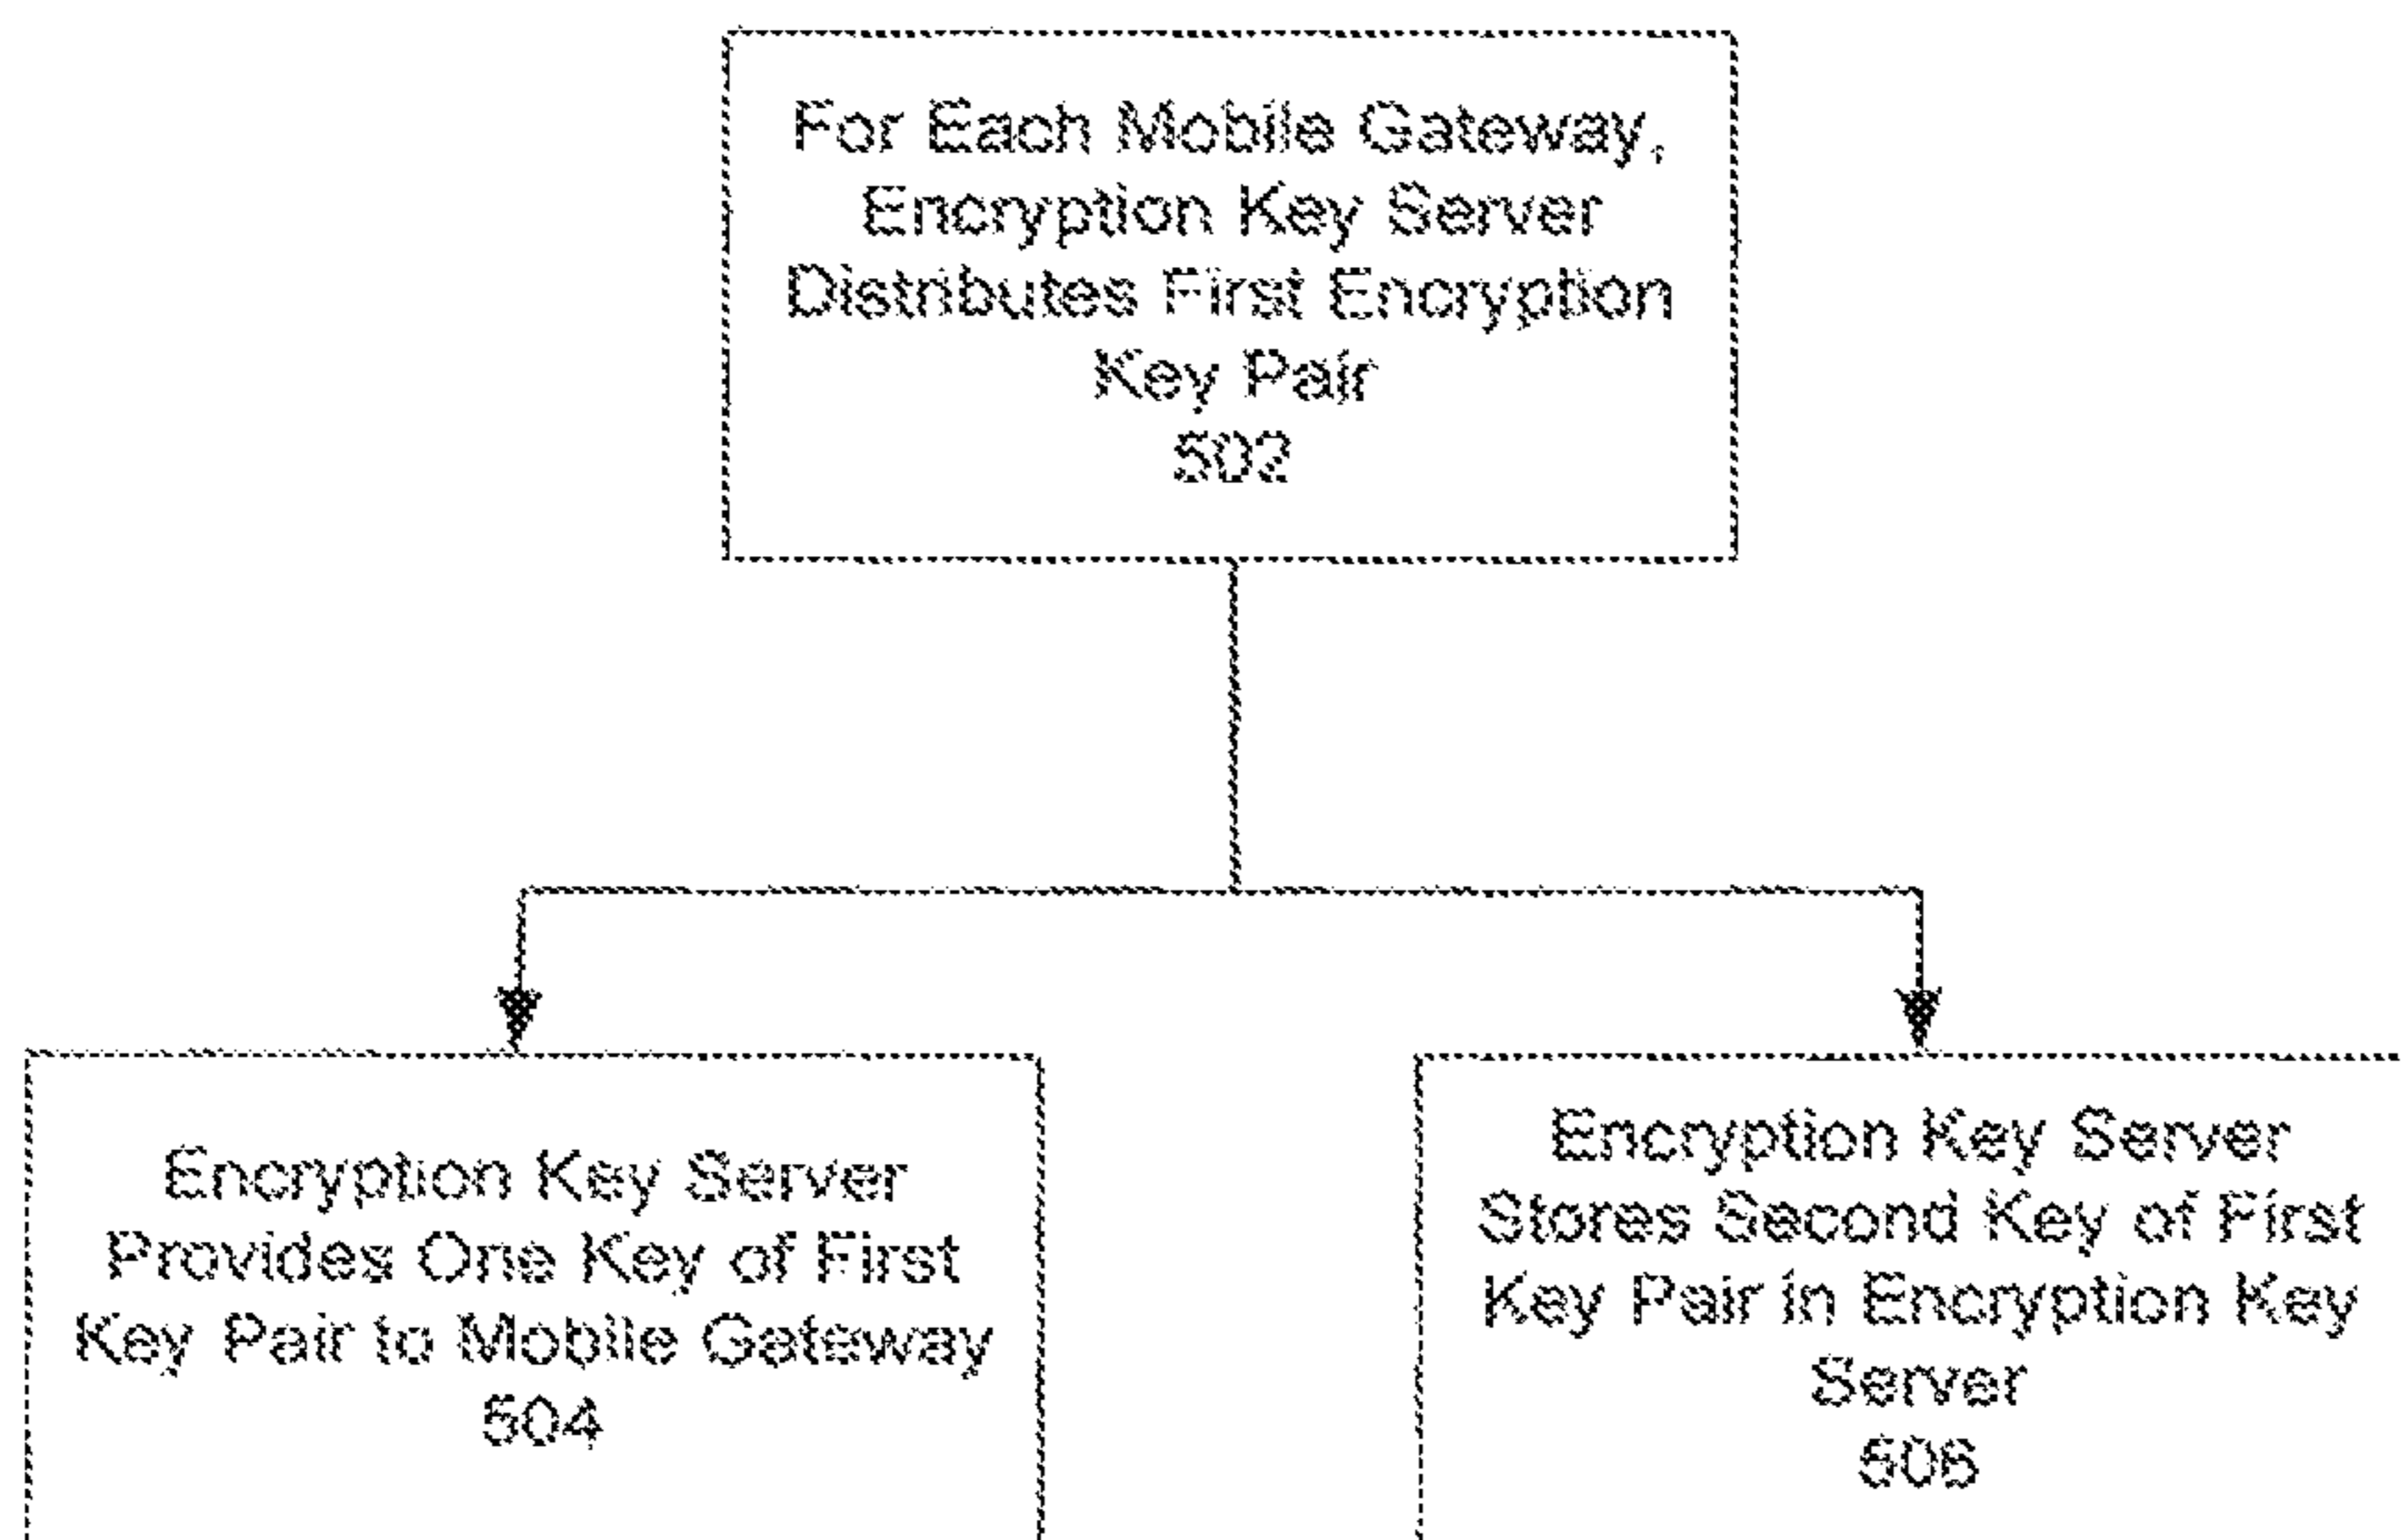 For Each Mobile Gateway,
Encryption Key Server
Distributes First Encryption
Key Pair
502
Encryption Key Server
Provides One Key of First
Key Pair to Mobile Gateway
504
Encryption Key Server
Stores Second Key of First
Key Pair in Encryption Key
Server
506